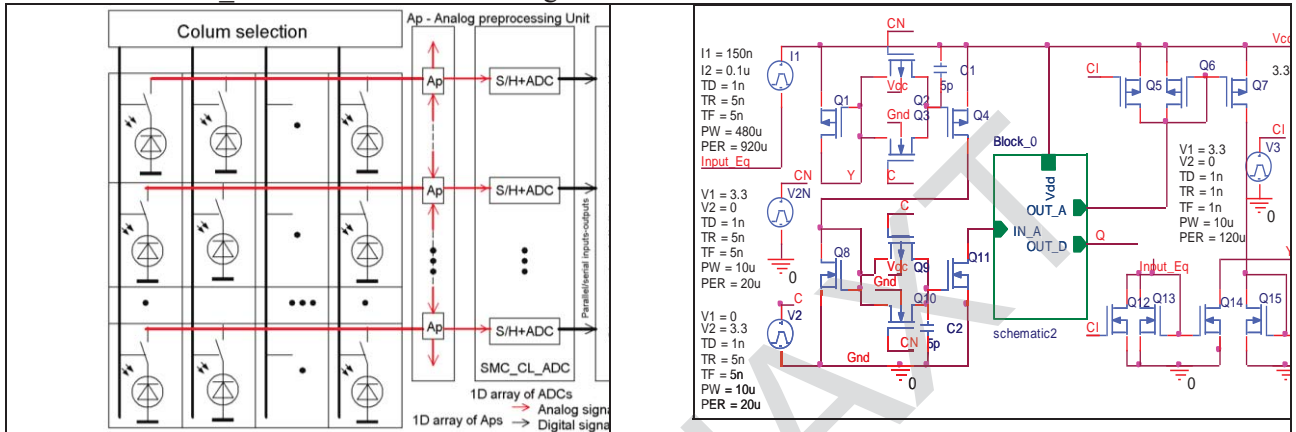 Colum selection
Ap - Analog preprocessing Unit
Ap
S/H+ADC
Ap
S/H+ADC
Ap
S/H+ADC
Parallel/serial inputs-outputs
SMC_CL_ADC
1D array of ADCs
1D array of Aps
Analog signa
Digital signa
CN
Vcc
I1 = 150n
I2 = 0.1u
TD = 1n
TR = 5n
TF = 5n
PW = 480u
PER = 920u
Input_Eq
I1
Q1
Vcc
C1
5p
Q2
Gnd Q3
Q4
Y
C
CN
V1 = 3.3
V2 = 0
TD = 1n
TR = 5n
TF = 5n
PW = 10u
PER = 20u
V2N
0
C
Q8
Vcc Q9
Gnd
Q10
Q11
C2
5p
CN
Gnd
0
V1 = 0
V2 = 3.3
TD = 1n
TR = 5n
TF = 5n
PW = 10u
PER = 20u
C
V2
Block_0
Vdd
OUT_A
IN_A
OUT_D
Q
schematic2
CI
Q5
Q6
Q7
3.3
V1 = 3.3
V2 = 0
TD = 1n
TR = 1n
TF = 1n
PW = 10u
PER = 120u
CI
V3
0
Input_Eq
Q12
Q13
Q14
Q15
CI
0